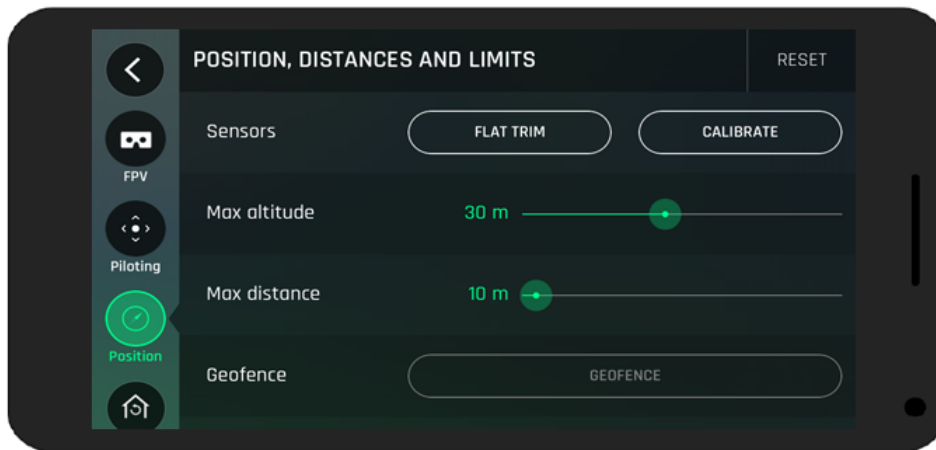 POSITION, DISTANCES AND LIMITS RESET
FPV
Piloting
Position
Sensors FLAT TRIM CALIBRATE
Max altitude 30 m
Max distance 10 m
Geofence GEOFENCE